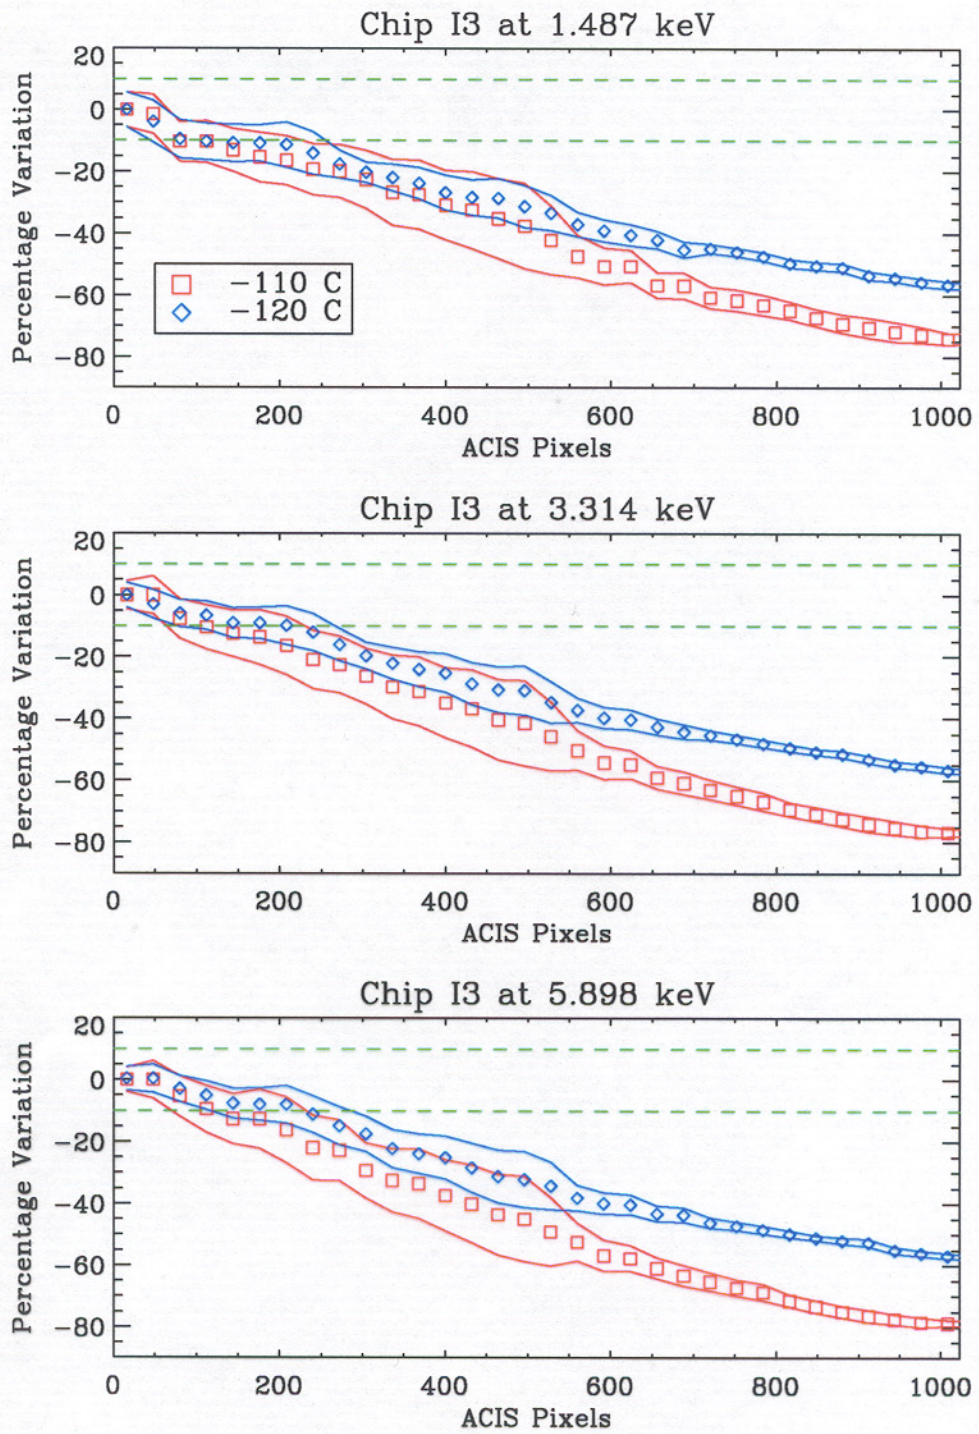 Chip I3 at 1.487 keV
20
0
−20
−40
−60
−80
Percentage Variation
−110 C
−120 C
0 200 400 600 800 1000
ACIS Pixels
Chip I3 at 3.314 keV
20
0
−20
−40
−60
−80
Percentage Variation
0 200 400 600 800 1000
ACIS Pixels
Chip I3 at 5.898 keV
20
0
−20
−40
−60
−80
Percentage Variation
0 200 400 600 800 1000
ACIS Pixels